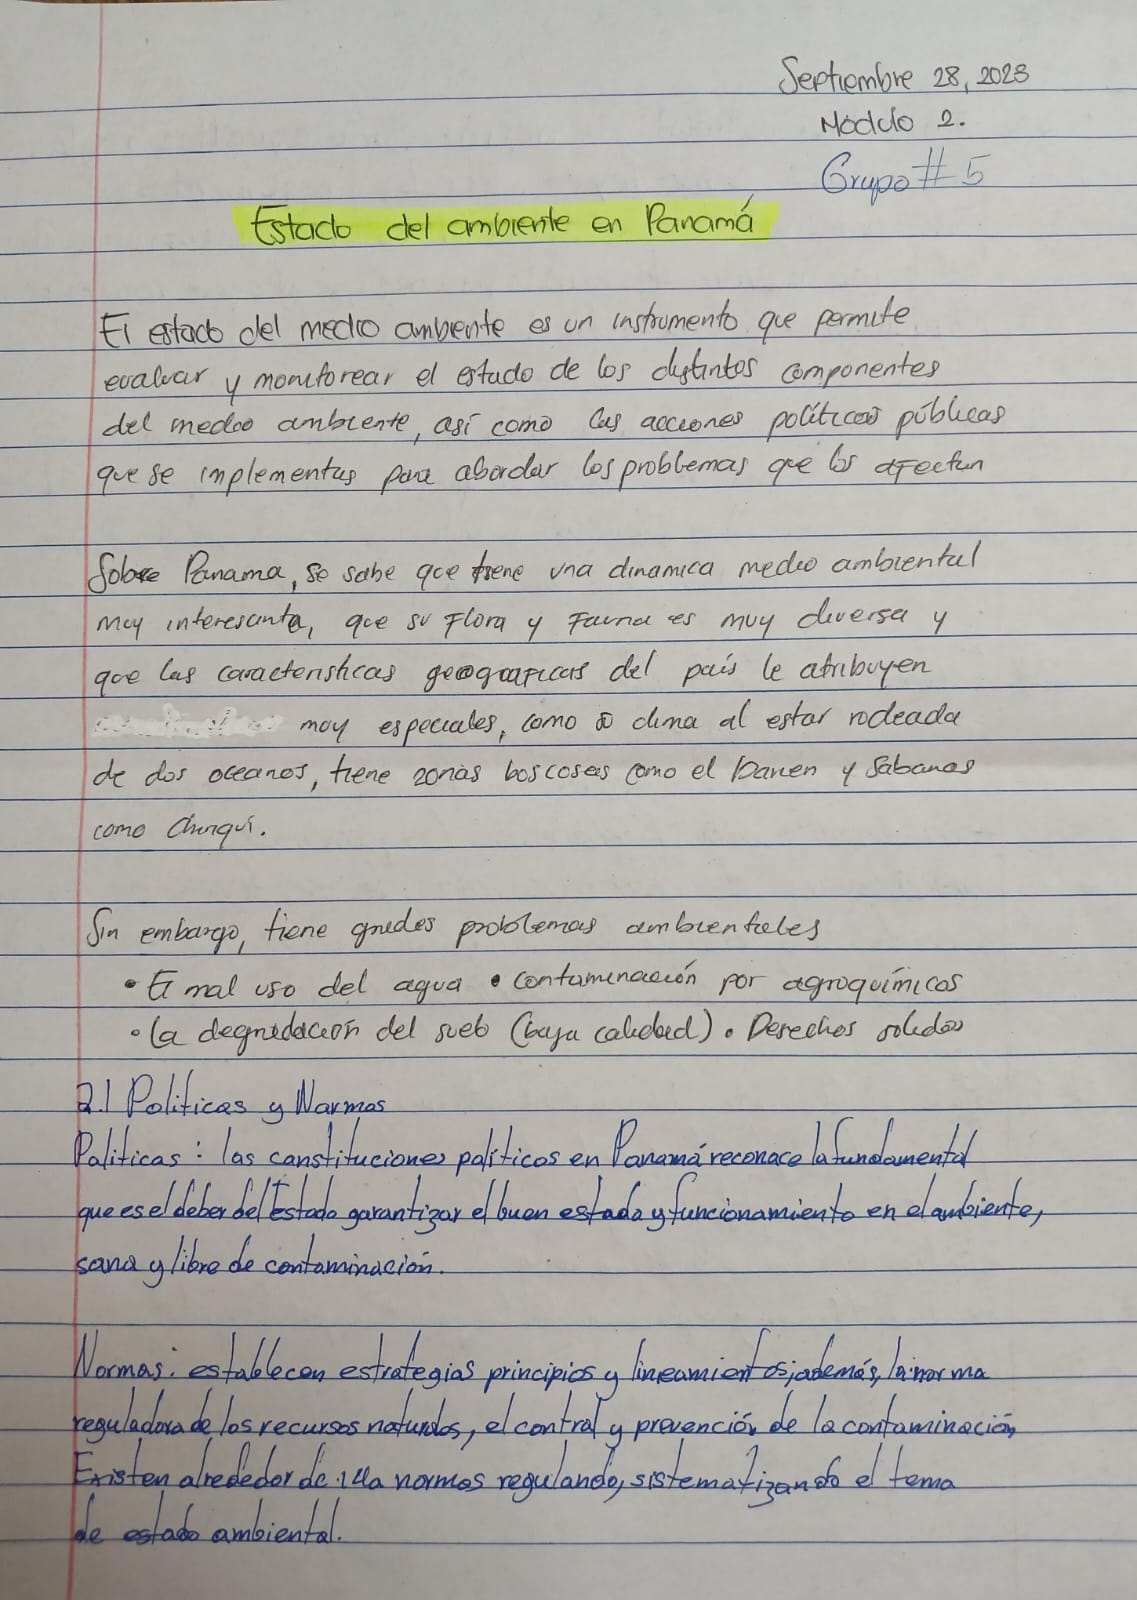 Septiembre 28, 2023
Módulo 2.
Grupo # 5
Estado del ambiente en Panamá
El estado del medio ambiente es un instrumento que permite
evaluar y monitorear el estado de los distintos componentes
del medio ambiente, así como las acciones políticas públicas
que se implementas para abordar los problemas que los afectan
Sobre Panama, se sabe que tiene una dinamica medio ambiental
muy interesante, que su Flora y Fauna es muy diversa y
que las caracteristicas geograficas del país le atribuyen
muy especiales, como clima al estar rodeada
de dos oceanos, tiene zonas boscosas como el Darien y Sabanas
como Chiriquí.
Sin embargo, tiene grades problemas ambientales
• El mal uso del agua • contaminación por agroquímicos
• La degradación del suelo (baja calidad) • Desechos solidos
2.1 Politicas y Normas
Politicas: las constituciones políticos en Panamá reconoce la fundamental
que es el deber del Estado garantizar el buen estado y funcionamiento en el ambiente,
sana y libre de contaminación.
Normas: establecen estrategias principios y lineamientos; además, la norma
reguladora de los recursos naturales, el control y prevención de la contaminación
Existen alrededor de normas regulando, sistematizando el tema
de estado ambiental.